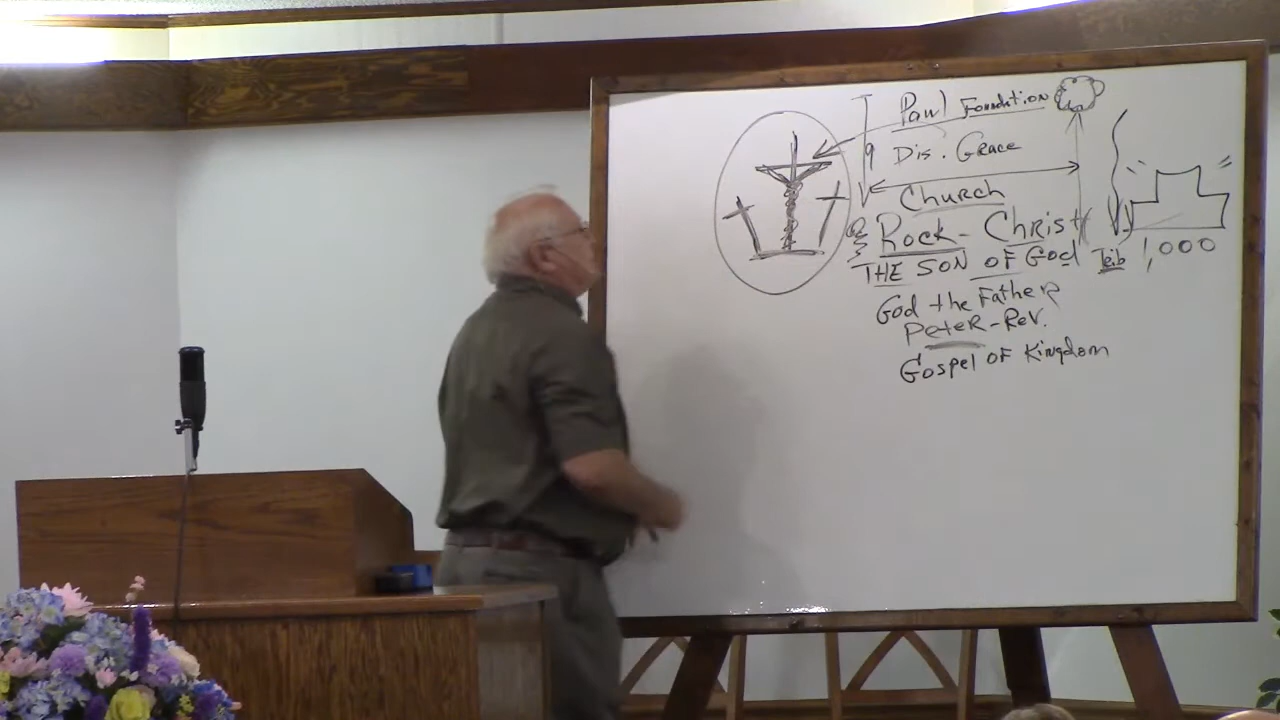 Paul Foundation
9 Dis. Grace
Church
Rock - Christ
THE SON OF GOD
Trib 1,000
God the Father
Peter - Rev.
Gospel of Kingdom